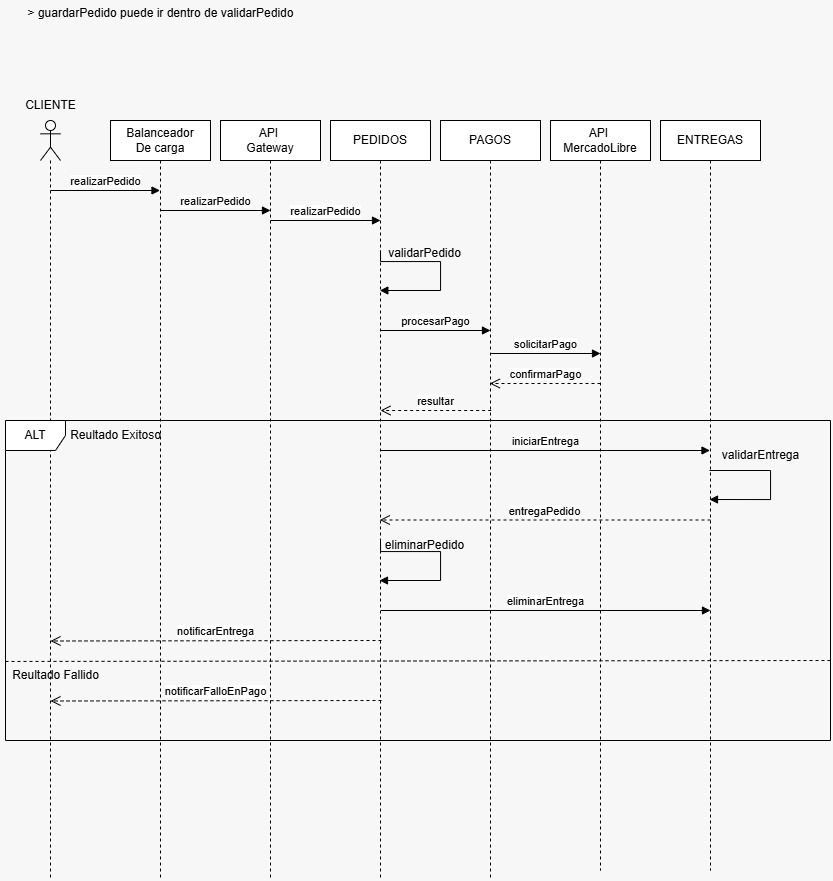 > guardarPedido puede ir dentro de validarPedido
CLIENTE
Balanceador
De carga
API
Gateway
PEDIDOS
PAGOS
API
MercadoLibre
ENTREGAS
realizarPedido
realizarPedido
realizarPedido
validarPedido
procesarPago
solicitarPago
confirmarPago
resultar
ALT
Reultado Exitoso
iniciarEntrega
validarEntrega
entregaPedido
eliminarPedido
eliminarEntrega
notificarEntrega
Reultado Fallido
notificarFalloEnPago